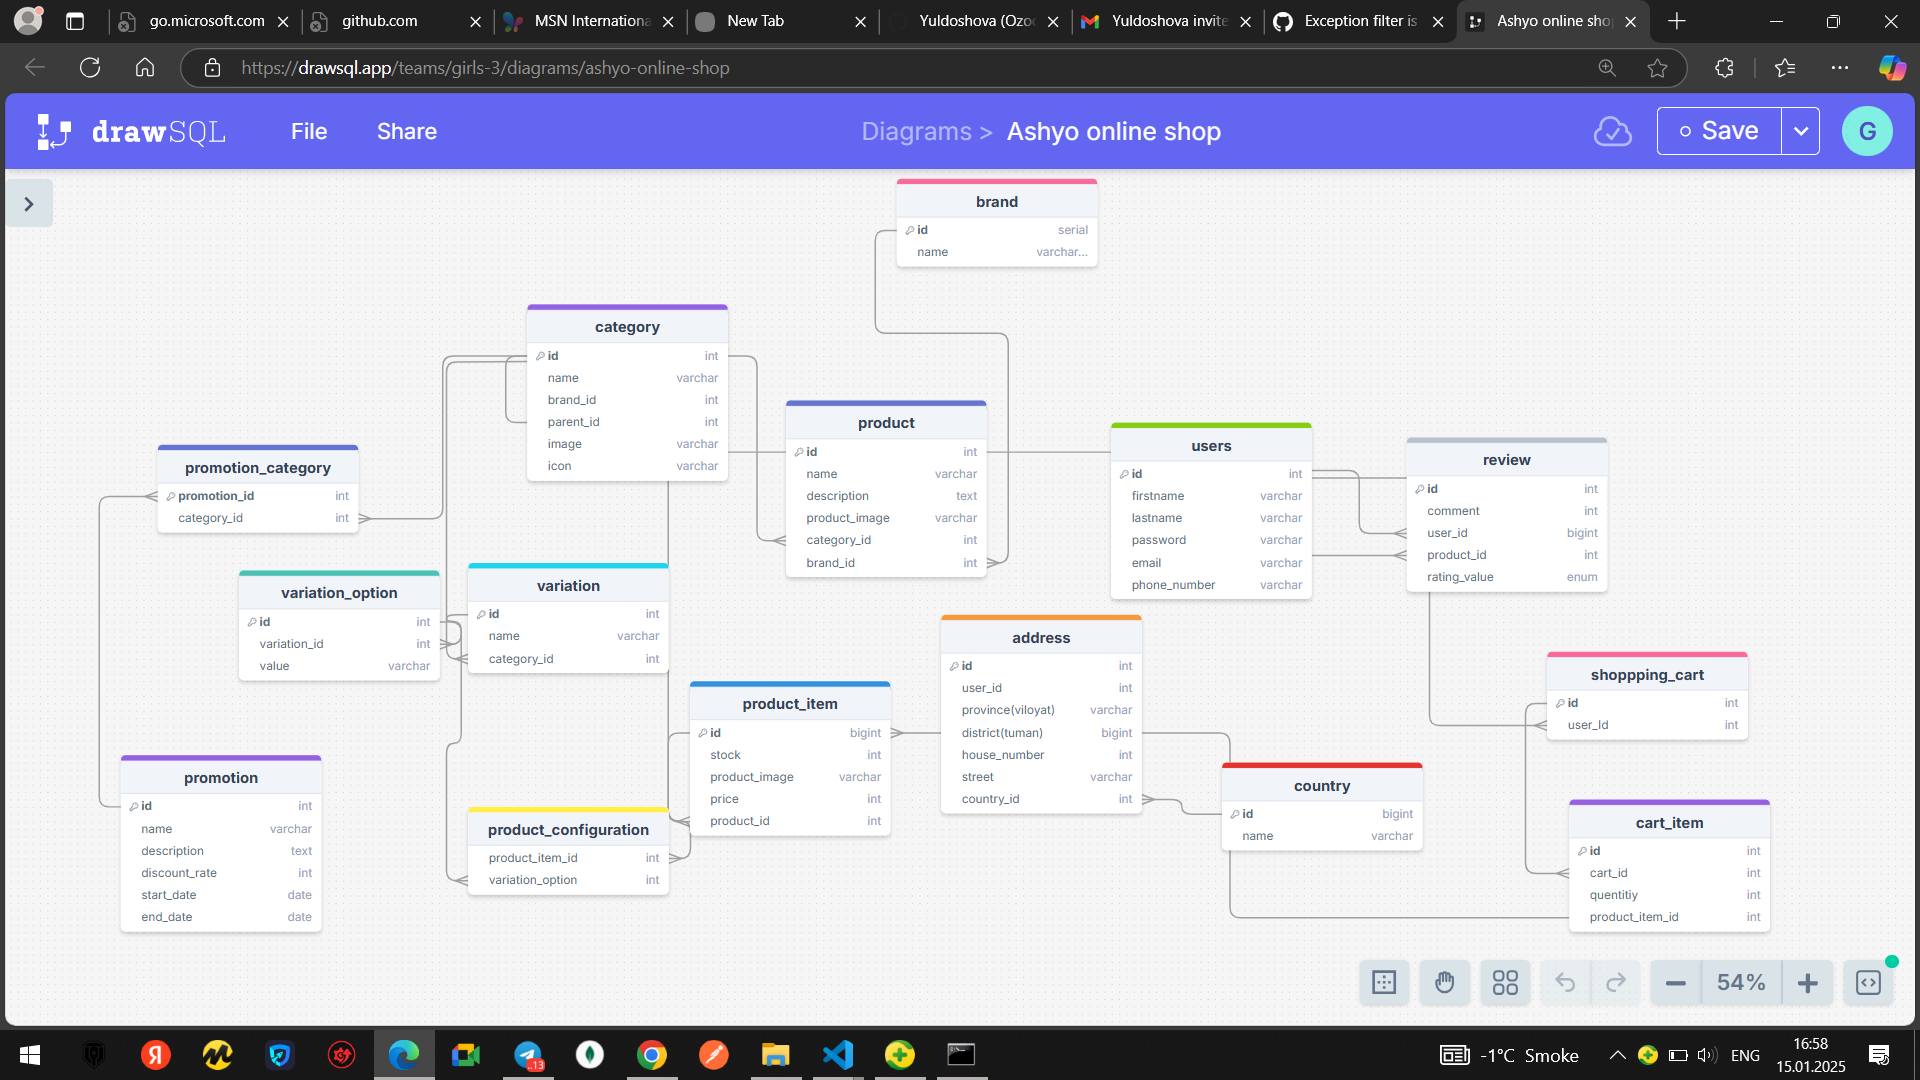 go.microsoft.com
github.com
MSN Internationa
New Tab
Yuldoshova (Ozo
Yuldoshova invite
Exception filter is
Ashyo online sho
https://drawsql.app/teams/girls-3/diagrams/ashyo-online-shop
drawSQL
File
Share
Diagrams > Ashyo online shop
Save
G
brand
id serial
name varchar...
category
id int
name varchar
brand_id int
parent_id int
image varchar
icon varchar
product
id int
name varchar
description text
product_image varchar
category_id int
brand_id int
users
id int
firstname varchar
lastname varchar
password varchar
email varchar
phone_number varchar
review
id int
comment int
user_id bigint
product_id int
rating_value enum
promotion_category
promotion_id int
category_id int
variation_option
id int
variation_id int
value varchar
variation
id int
name varchar
category_id int
address
id int
user_id int
province(viloyat) varchar
district(tuman) bigint
house_number int
street varchar
country_id int
shoppping_cart
id int
user_Id int
product_item
id bigint
stock int
product_image varchar
price int
product_id int
promotion
id int
name varchar
description text
discount_rate int
start_date date
end_date date
product_configuration
product_item_id int
variation_option int
country
id bigint
name varchar
cart_item
id int
cart_id int
quentitiy int
product_item_id int
54%
..13
-1°C Smoke
ENG
16:58
15.01.2025